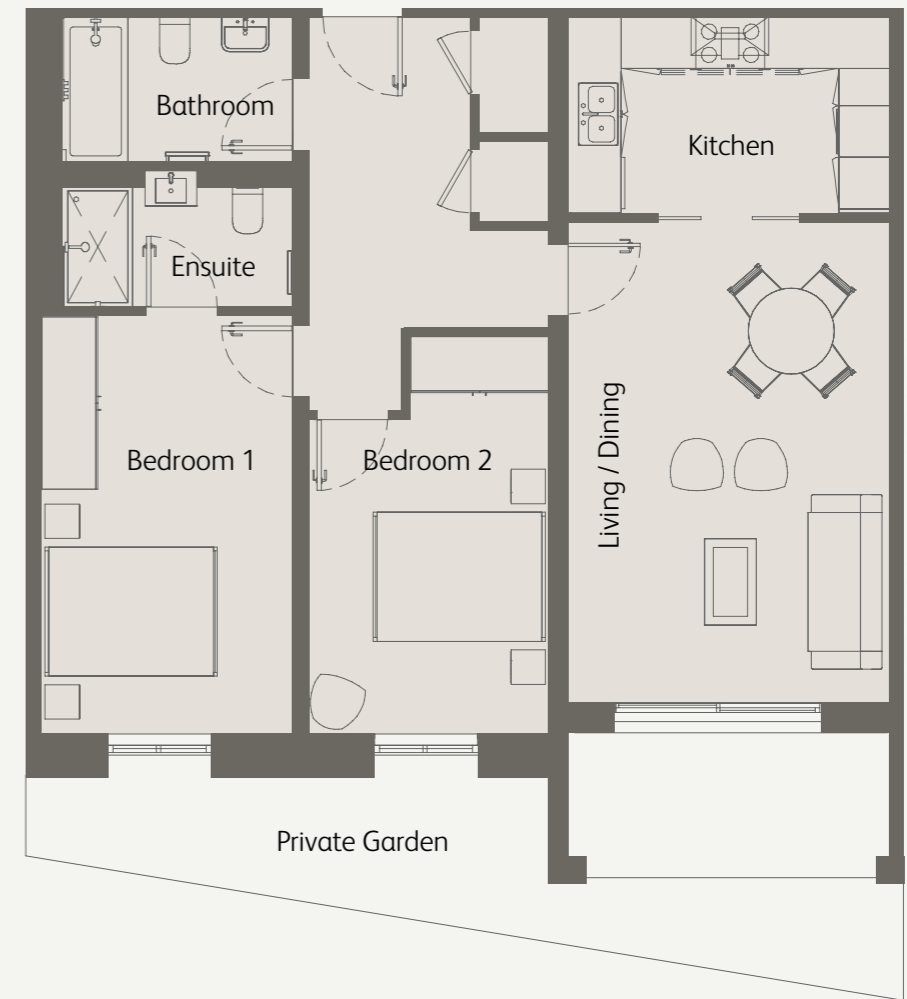 Bathroom
Kitchen
Ensuite
Bedroom 1
Bedroom 2
Living / Dining
Private Garden